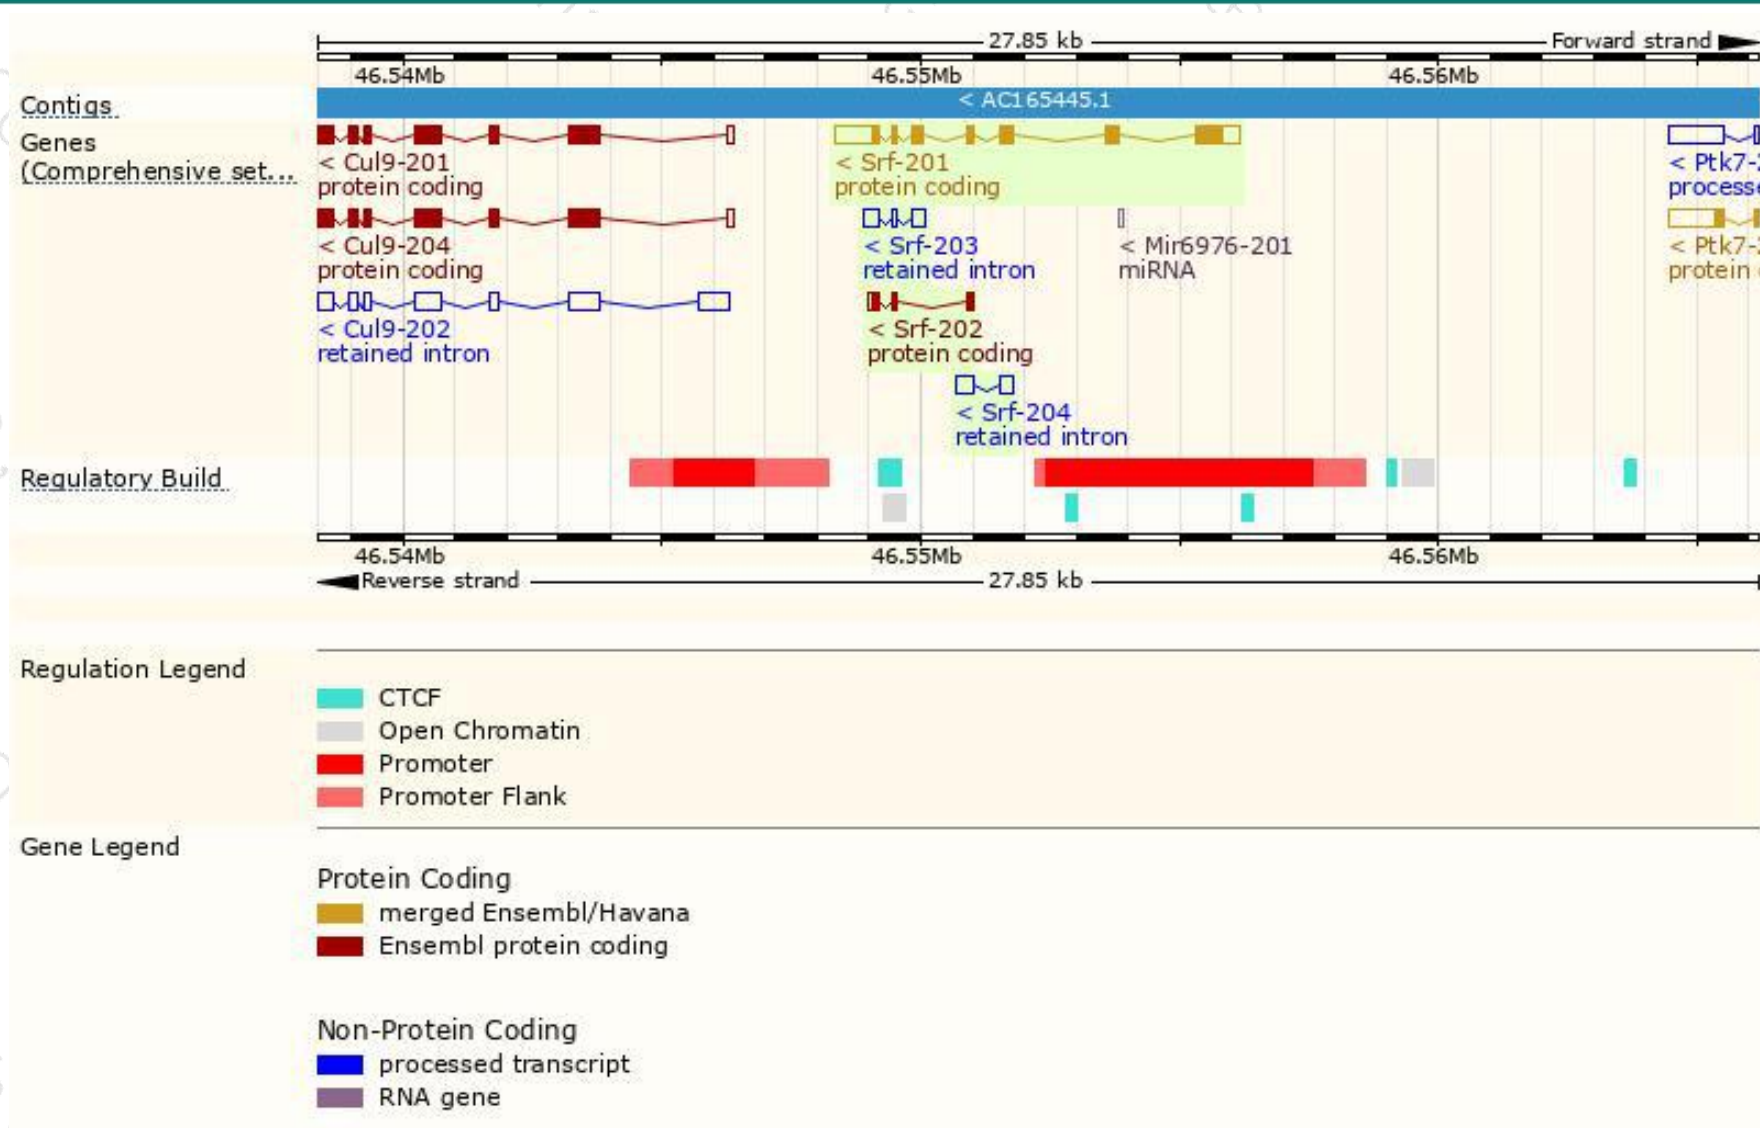 27.85 kb Forward strand
46.54Mb 46.55Mb 46.56Mb
Contigs < AC165445.1
Genes
(Comprehensive set...
< Cul9-201 < Srf-201 < Ptk7-
protein coding protein coding processe
< Cul9-204 < Srf-203 < Mir6976-201 < Ptk7-
protein coding retained intron miRNA protein
< Cul9-202 < Srf-202
retained intron protein coding
< Srf-204
retained intron
Regulatory Build
46.54Mb 46.55Mb 46.56Mb
Reverse strand 27.85 kb
Regulation Legend
CTCF
Open Chromatin
Promoter
Promoter Flank
Gene Legend
Protein Coding
merged Ensembl/Havana
Ensembl protein coding
Non-Protein Coding
processed transcript
RNA gene